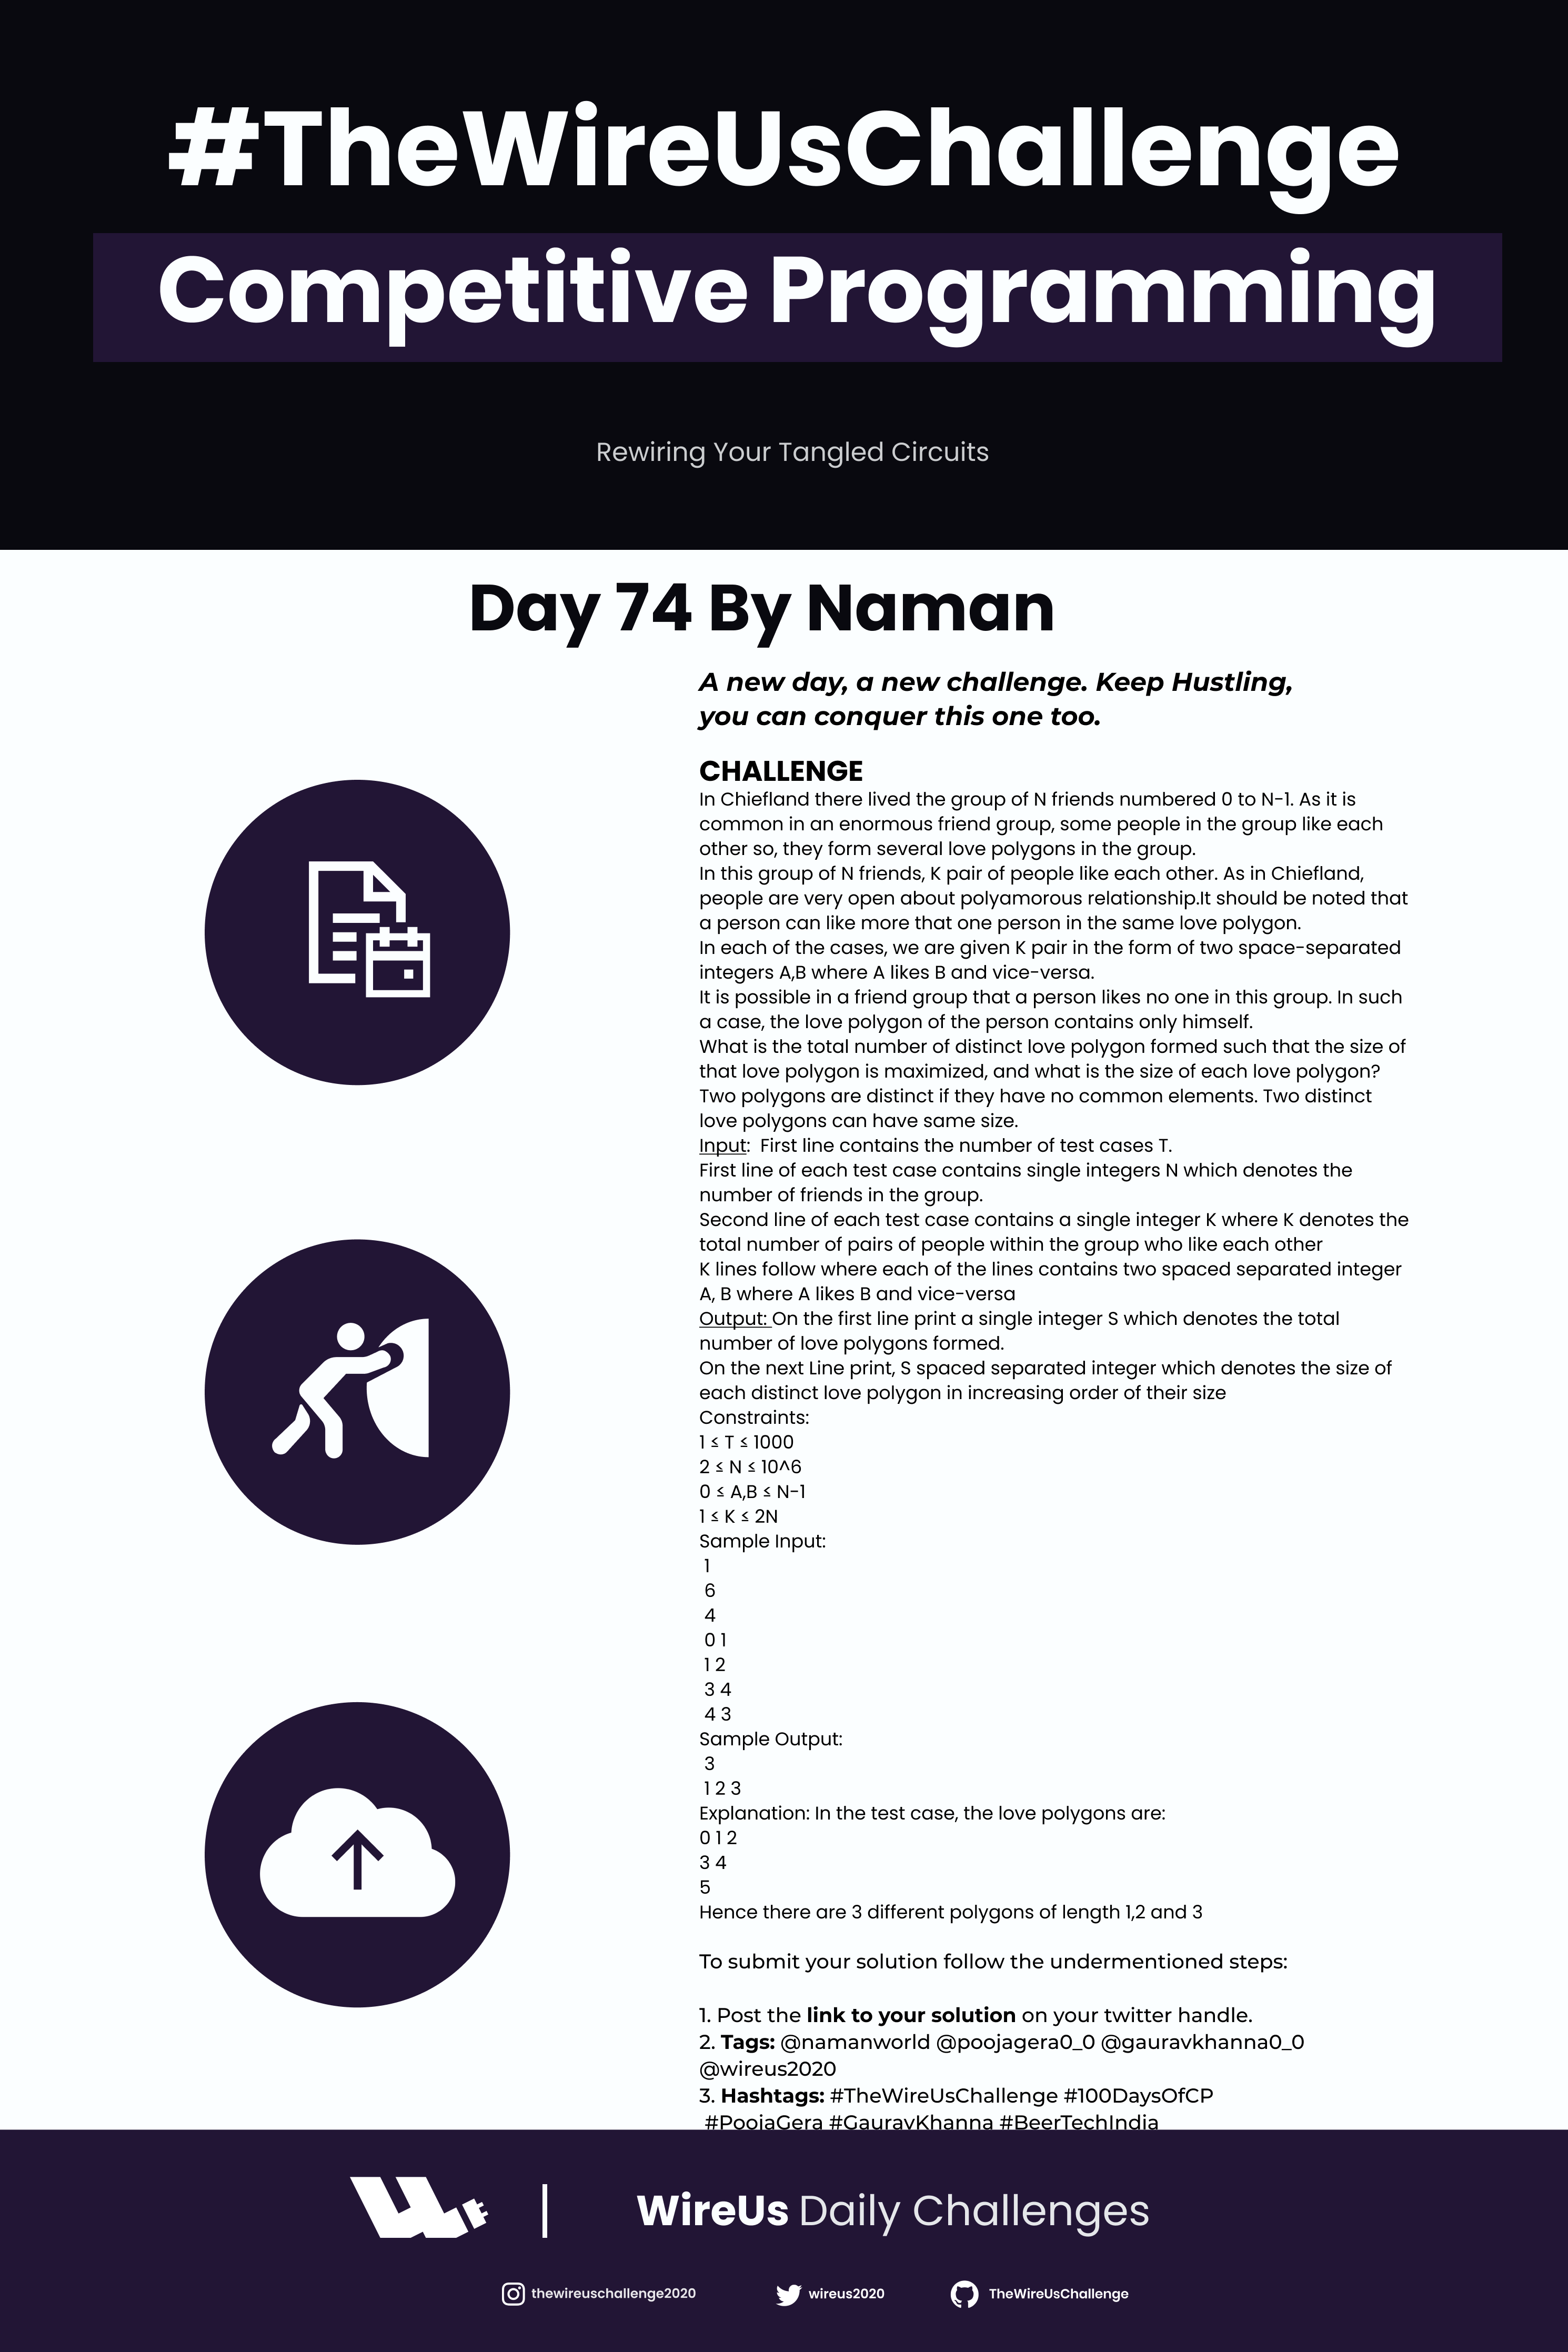 #TheWireUsChallenge
Competitive Programming
Rewiring Your Tangled Circuits
Day 74 By Naman
A new day, a new challenge. Keep Hustling,
you can conquer this one too.
CHALLENGE
In Chiefland there lived the group of N friends numbered 0 to N-1. As it is
common in an enormous friend group, some people in the group like each
other so, they form several love polygons in the group.
In this group of N friends, K pair of people like each other. As in Chiefland,
people are very open about polyamorous relationship.It should be noted that
a person can like more that one person in the same love polygon.
In each of the cases, we are given K pair in the form of two space-separated
integers A,B where A likes B and vice-versa.
It is possible in a friend group that a person likes no one in this group. In such
a case, the love polygon of the person contains only himself.
What is the total number of distinct love polygon formed such that the size of
that love polygon is maximized, and what is the size of each love polygon?
Two polygons are distinct if they have no common elements. Two distinct
love polygons can have same size.
Input:  First line contains the number of test cases T.
First line of each test case contains single integers N which denotes the
number of friends in the group.
Second line of each test case contains a single integer K where K denotes the
total number of pairs of people within the group who like each other
K lines follow where each of the lines contains two spaced separated integer
A, B where A likes B and vice-versa
Output: On the first line print a single integer S which denotes the total
number of love polygons formed.
On the next Line print, S spaced separated integer which denotes the size of
each distinct love polygon in increasing order of their size
Constraints:
1 ≤ T ≤ 1000
2 ≤ N ≤ 10^6
0 ≤ A,B ≤ N-1
1 ≤ K ≤ 2N
Sample Input:
1
6
4
0 1
1 2
3 4
4 3
Sample Output:
3
1 2 3
Explanation: In the test case, the love polygons are:
0 1 2
3 4
5
Hence there are 3 different polygons of length 1,2 and 3
To submit your solution follow the undermentioned steps:
1. Post the link to your solution on your twitter handle.
2. Tags: @namanworld @poojagera0_0 @gauravkhanna0_0
@wireus2020
3. Hashtags: #TheWireUsChallenge #100DaysOfCP
#PoojaGera #GauravKhanna #BeerTechIndia
WireUs Daily Challenges
thewireuschallenge2020
wireus2020
TheWireUsChallenge